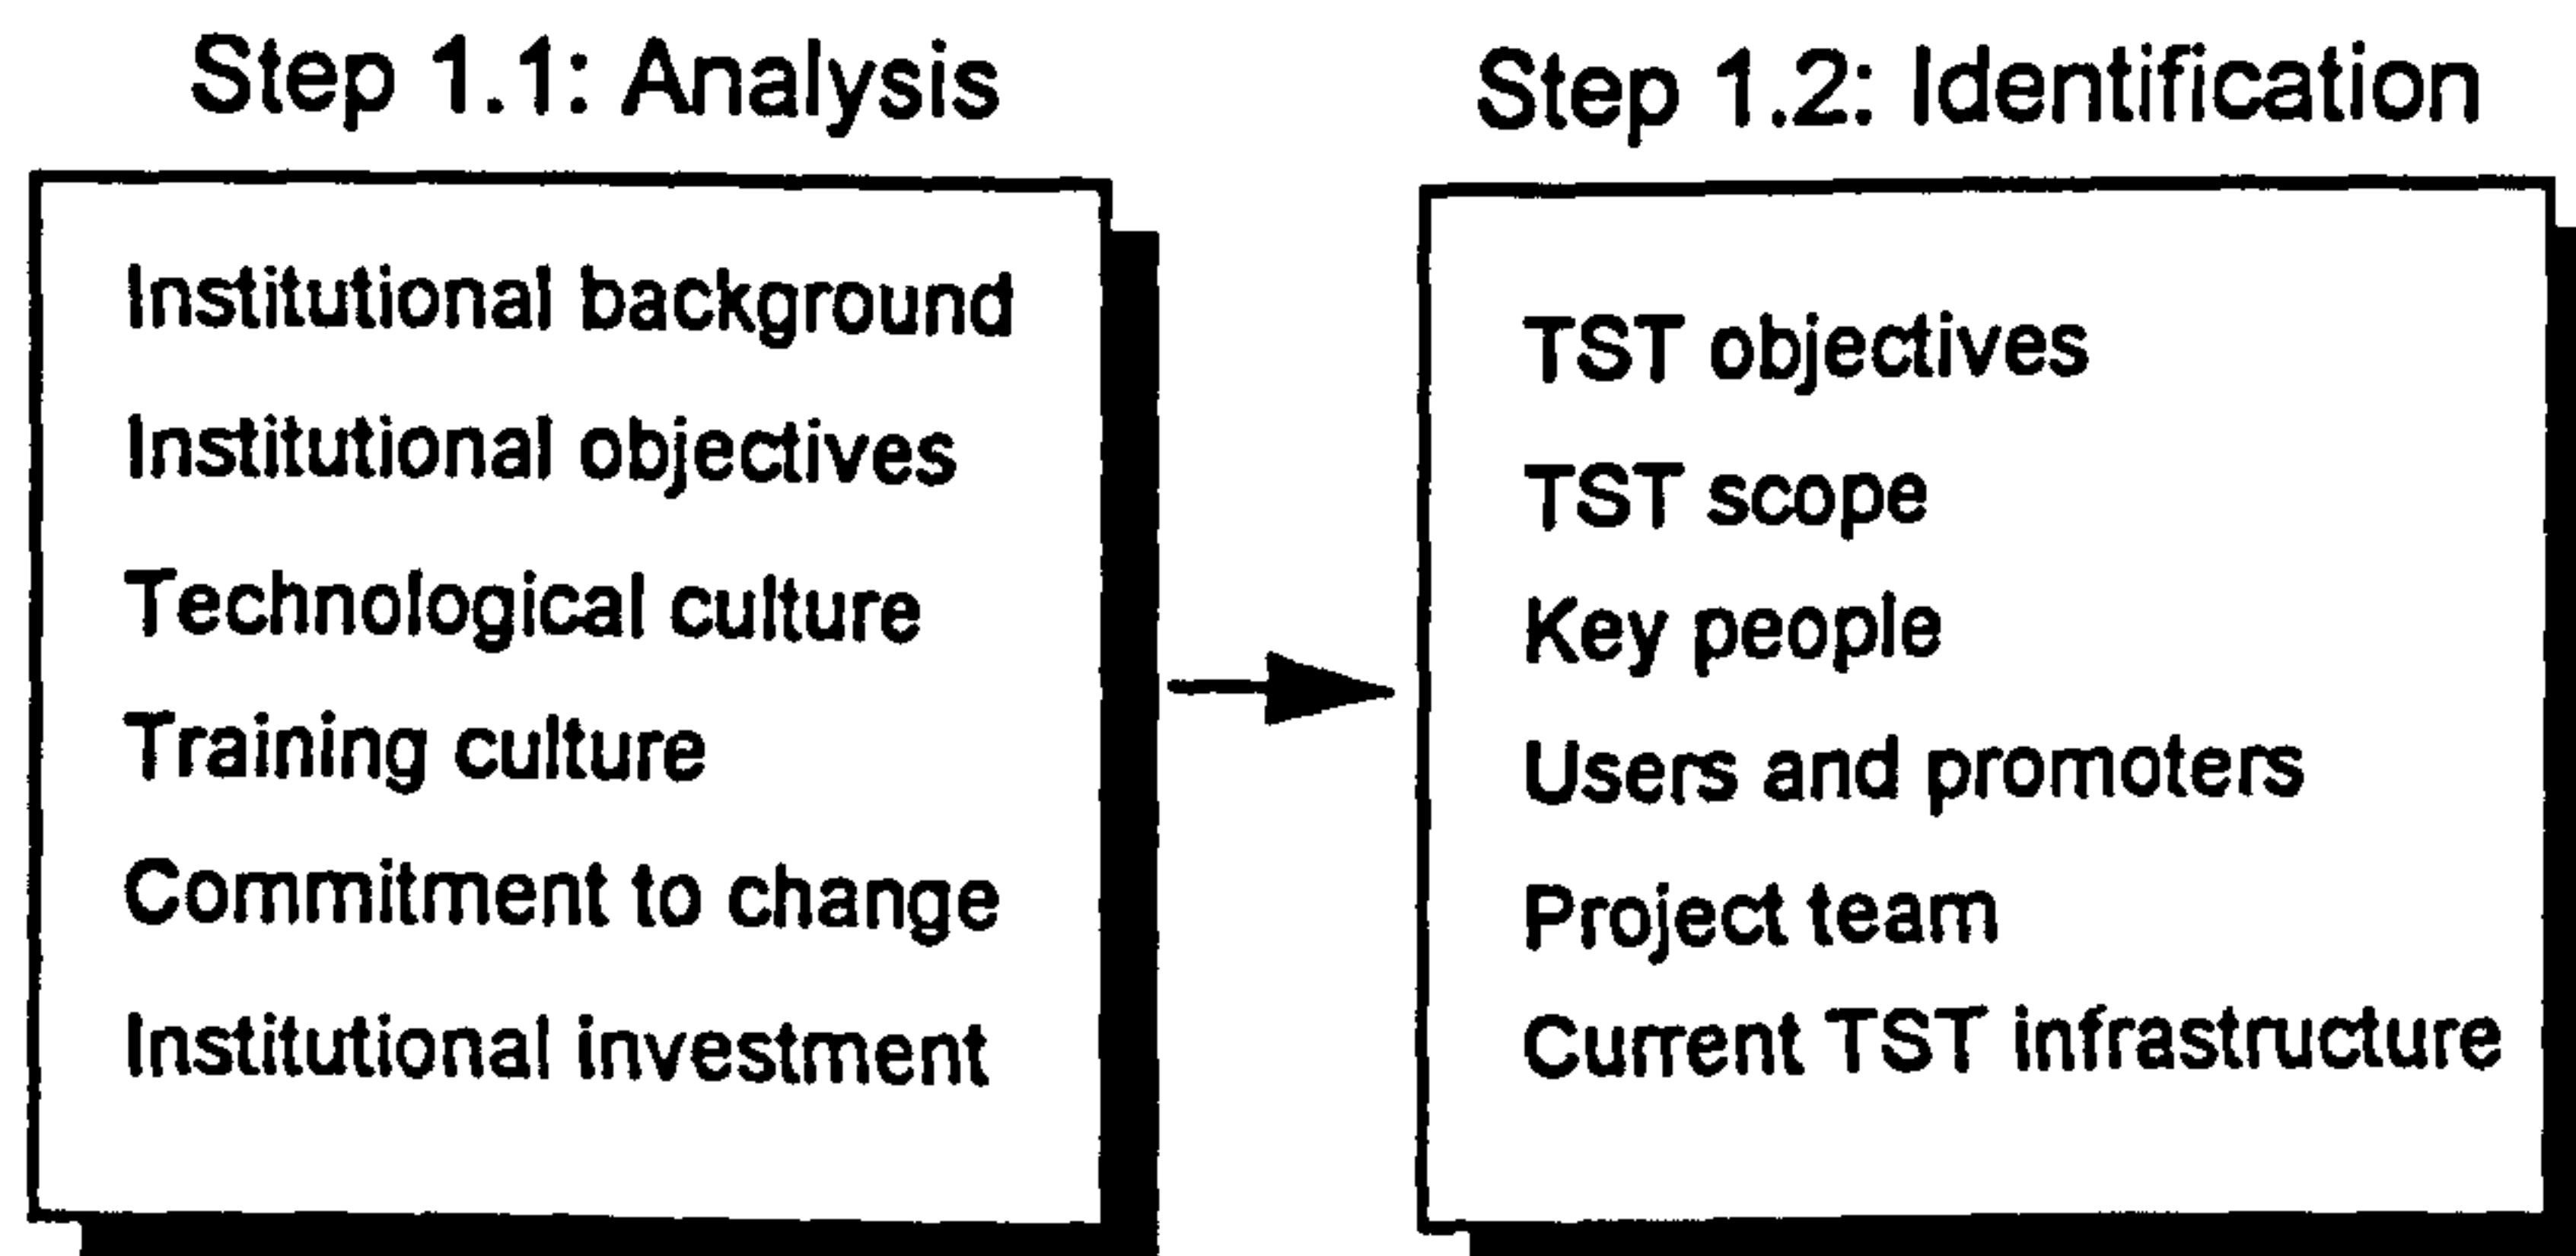 Step 1.1: Analysis
Institutional background
Institutional objectives
Technological culture
Training culture
Commitment to change
Institutional investment
Step 1.2: Identification
TST objectives
TST scope
Key people
Users and promoters
Project team
Current TST infrastructure